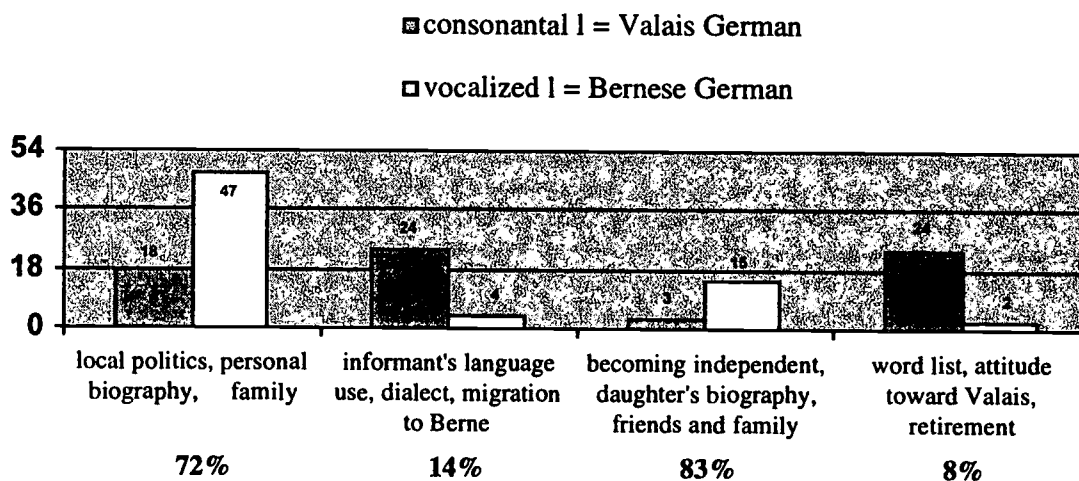 consonantal l = Valais German
vocalized l = Bernese German
54
36
18
0
18
47
24
4
3
15
24
2
local politics, personal
biography, family
informant's language
use, dialect, migration
to Berne
becoming independent,
daughter's biography,
friends and family
word list, attitude
toward Valais,
retirement
72%
14%
83%
8%